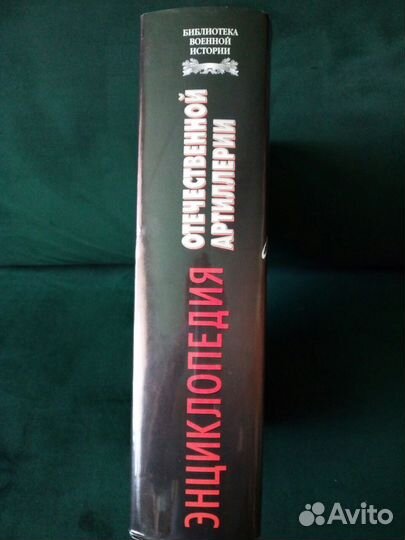 БИБЛИОТЕКА
ВОЕННОЙ
ИСТОРИИ
ЭНЦИКЛОПЕДИЯ
ОТЕЧЕСТВЕННОЙ
АРТИЛЛЕРИИ
Avito